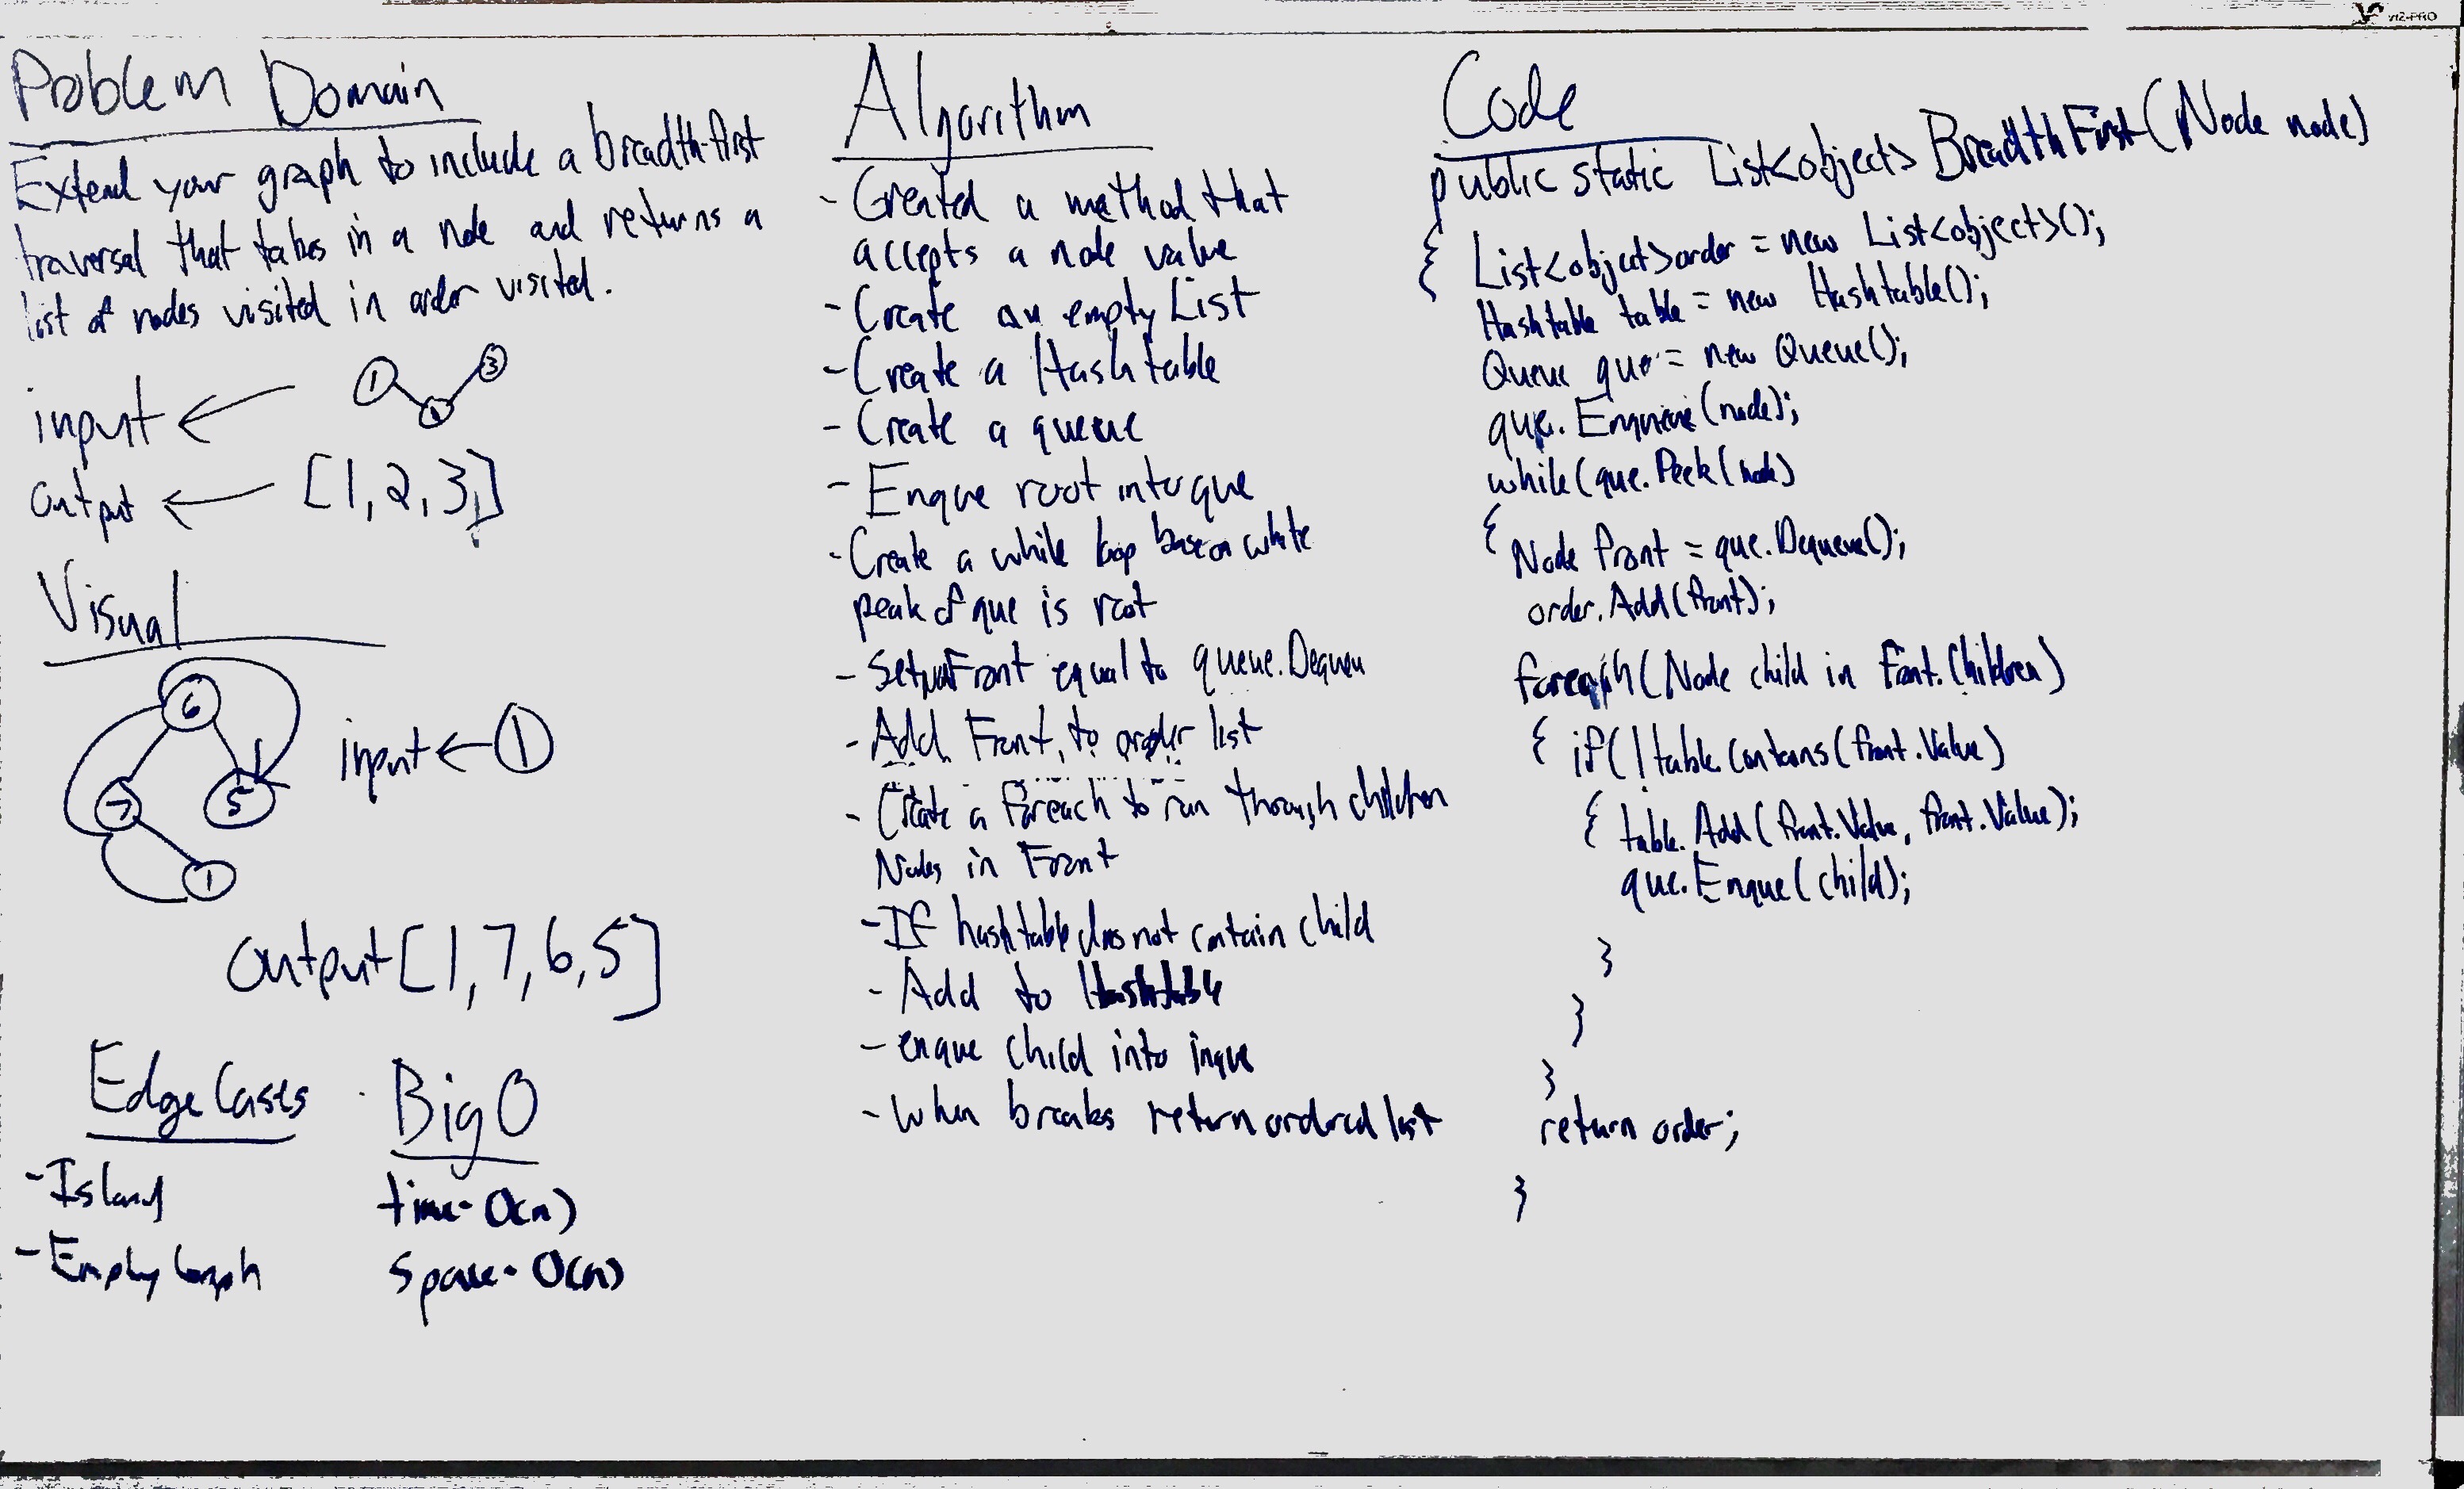 VIZ-PRO
Problem Domain
Extend your graph to include a breadth-first
traversal that takes in a node and returns a
list of nodes visited in order visited.
1 2 3
input ←
output ← [1,2,3]
Visual
6
7 5
1
input ← 1
output [1,7,6,5]
Edge Cases
- Island
- Empty Graph
Big O
time - O(n)
space - O(n)
Algorithm
- Created a method that
accepts a node value
- Create an empty List
- Create a Hashtable
- Create a queue
- Enque root into que
- Create a while loop base on while
peak of que is root
- Set Front equal to queue.Dequeu
- Add Front, to order list
- Create a foreach to run through children
Nodes in Front
- If hashtable does not contain child
- Add to Hashtable
- enque child into
- When breaks return ordered list
Code
public static List<object> BreadthFirst(Node node)
{ List<object> order = new List<object>();
Hashtable table = new Hashtable();
Queue que = new Queue();
que.Enqueue(node);
while(que.Peek(node)
{
Node front = que.Dequeue();
order.Add(front);
foreach(Node child in Front.Children)
{ if(!table.Contains(front.Value)
{ table.Add(front.Value, front.Value);
que.Enque(child);
}
}
}
return order;
}